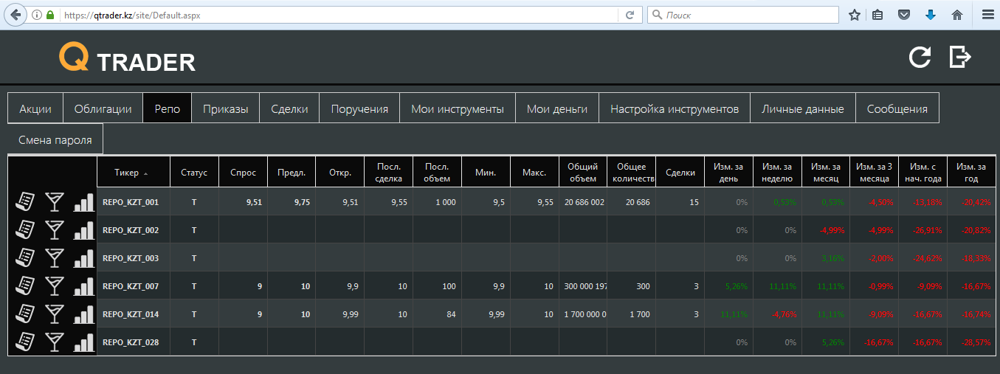 https://qtrader.kz/site/Default.aspx
Поиск
Q TRADER
Акции Облигации Репо Приказы Сделки Поручения Мои инструменты Мои деньги Настройка инструментов Личные данные Сообщения
Смена пароля
Тикер Статус Спрос Предл. Откр. Посл. сделка Посл. объем Мин. Макс. Общий объем Общее количеств Сделки Изм. за день Изм. за неделю Изм. за месяц Изм. за 3 месяца Изм. с нач. года Изм. за год
REPO_KZT_001 T 9,51 9,75 9,51 9,55 1 000 9,5 9,55 20 686 002 20 686 15 0% 0,53% 0,53% -4,50% -13,18% -20,42%
REPO_KZT_002 T 0% 0% -4,99% -4,99% -26,91% -20,82%
REPO_KZT_003 T 0% 0% 3,16% -2,00% -24,62% -18,33%
REPO_KZT_007 T 9 10 9,9 10 100 9,9 10 300 000 197 300 3 5,26% 11,11% 11,11% -0,99% -9,09% -16,67%
REPO_KZT_014 T 9 10 9,99 10 84 9,99 10 1 700 000 0 1 700 3 11,11% -4,76% 11,11% -9,09% -16,67% -16,74%
REPO_KZT_028 T 0% 0% 5,26% -16,67% -16,67% -28,57%